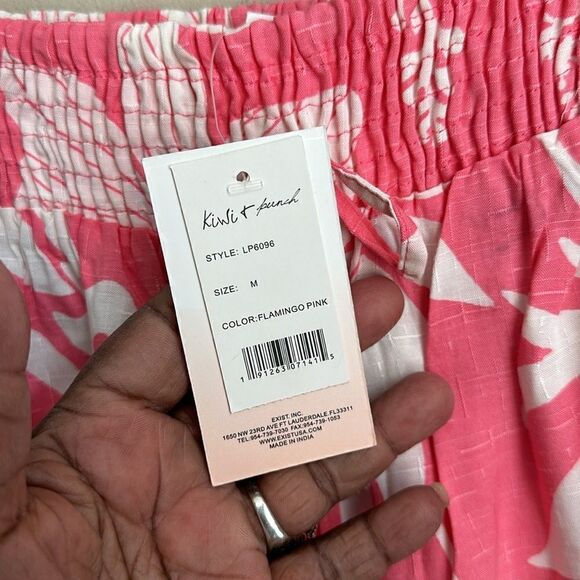 Kiwi + punch
STYLE: LP6096
SIZE: M
COLOR:FLAMINGO PINK
1 91263 07141 5
EXIST, INC.
1650 NW 23RD AVE FT LAUDERDALE,FL33311
TEL:954-739-7030 FAX:954-739-1053
WWW.EXISTUSA.COM
MADE IN INDIA